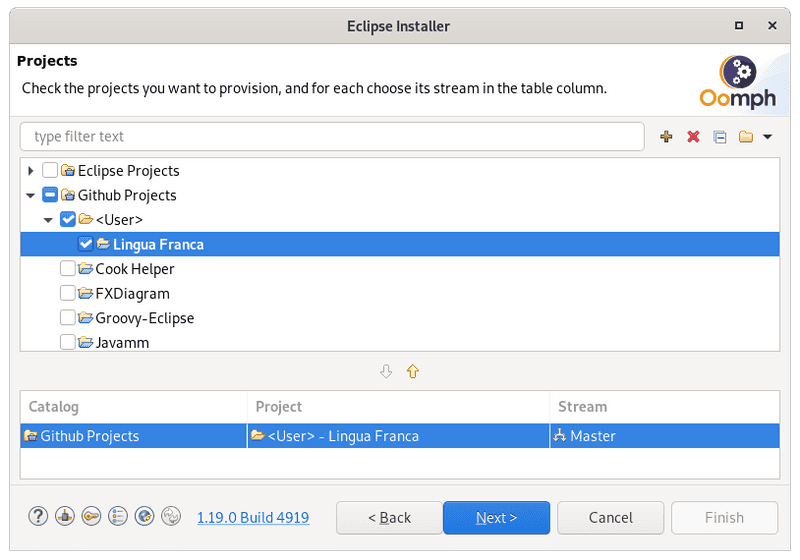 Eclipse Installer
Projects
Check the projects you want to provision, and for each choose its stream in the table column.
Oomph
type filter text
Eclipse Projects
Github Projects
<User>
Lingua Franca
Cook Helper
FXDiagram
Groovy-Eclipse
Javamm
Catalog Project Stream
Github Projects <User> - Lingua Franca Master
? 1.19.0 Build 4919 < Back Next > Cancel Finish